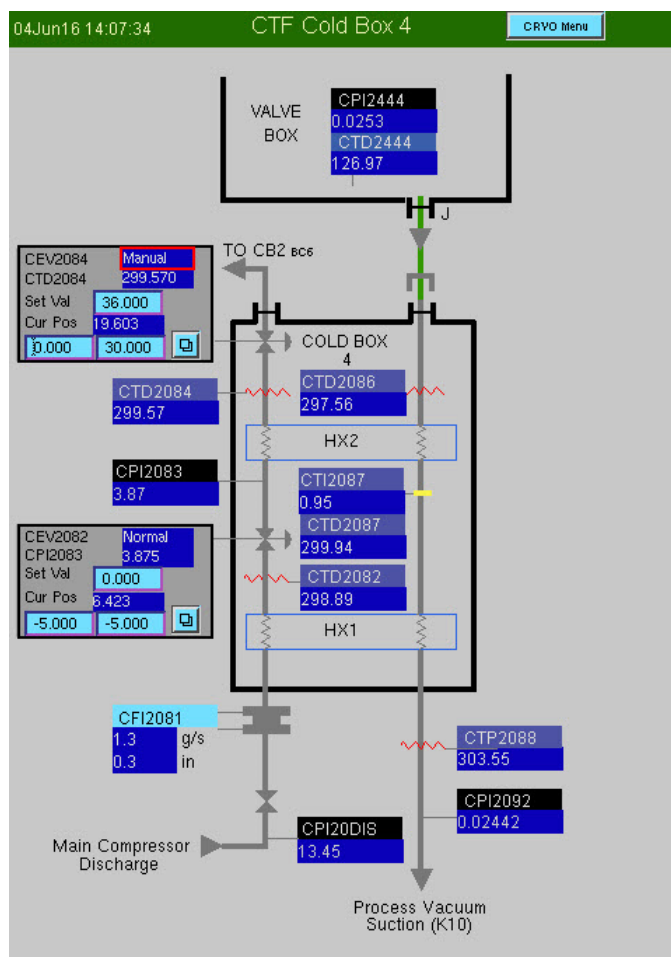 04Jun16 14:07:34 CTF Cold Box 4 CRYO Menu
VALVE
BOX
CPI2444
0.0253
CTD2444
126.97
J
TO CB2 BC6
CEV2084 Manual
CTD2084 299.570
Set Val 36.000
Cur Pos 19.603
0.000 30.000
COLD BOX
4
CTD2084
299.57
CTD2086
297.56
HX2
CPI2083
3.87
CTI2087
0.95
CTD2087
299.94
CEV2082 Normal
CPI2083 3.875
Set Val 0.000
Cur Pos 6.423
-5.000 -5.000
CTD2082
298.89
HX1
CFI2081
1.3 g/s
0.3 in
CTP2088
303.55
CPI2092
0.02442
CPI20DIS
13.45
Main Compressor
Discharge
Process Vacuum
Suction (K10)